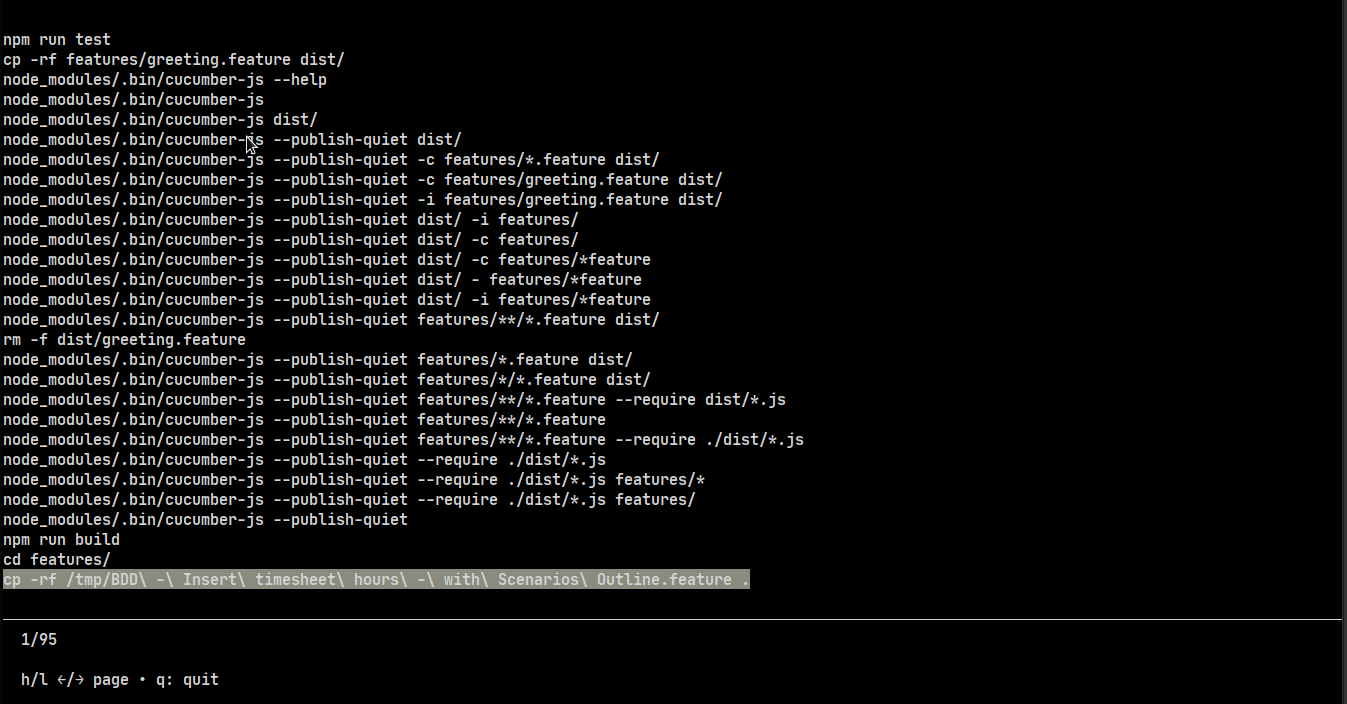 npm run test
cp -rf features/greeting.feature dist/
node_modules/.bin/cucumber-js --help
node_modules/.bin/cucumber-js
node_modules/.bin/cucumber-js dist/
node_modules/.bin/cucumber-js --publish-quiet dist/
node_modules/.bin/cucumber-js --publish-quiet -c features/*.feature dist/
node_modules/.bin/cucumber-js --publish-quiet -c features/greeting.feature dist/
node_modules/.bin/cucumber-js --publish-quiet -i features/greeting.feature dist/
node_modules/.bin/cucumber-js --publish-quiet dist/ -i features/
node_modules/.bin/cucumber-js --publish-quiet dist/ -c features/
node_modules/.bin/cucumber-js --publish-quiet dist/ -c features/*feature
node_modules/.bin/cucumber-js --publish-quiet dist/ - features/*feature
node_modules/.bin/cucumber-js --publish-quiet dist/ -i features/*feature
node_modules/.bin/cucumber-js --publish-quiet features/**/*.feature dist/
rm -f dist/greeting.feature
node_modules/.bin/cucumber-js --publish-quiet features/*.feature dist/
node_modules/.bin/cucumber-js --publish-quiet features/*/*.feature dist/
node_modules/.bin/cucumber-js --publish-quiet features/**/*.feature --require dist/*.js
node_modules/.bin/cucumber-js --publish-quiet features/**/*.feature
node_modules/.bin/cucumber-js --publish-quiet features/**/*.feature --require ./dist/*.js
node_modules/.bin/cucumber-js --publish-quiet --require ./dist/*.js
node_modules/.bin/cucumber-js --publish-quiet --require ./dist/*.js features/*
node_modules/.bin/cucumber-js --publish-quiet --require ./dist/*.js features/
node_modules/.bin/cucumber-js --publish-quiet
npm run build
cd features/
cp -rf /tmp/BDD\ -\ Insert\ timesheet\ hours\ -\ with\ Scenarios\ Outline.feature .
1/95
h/l ←/→ page • q: quit